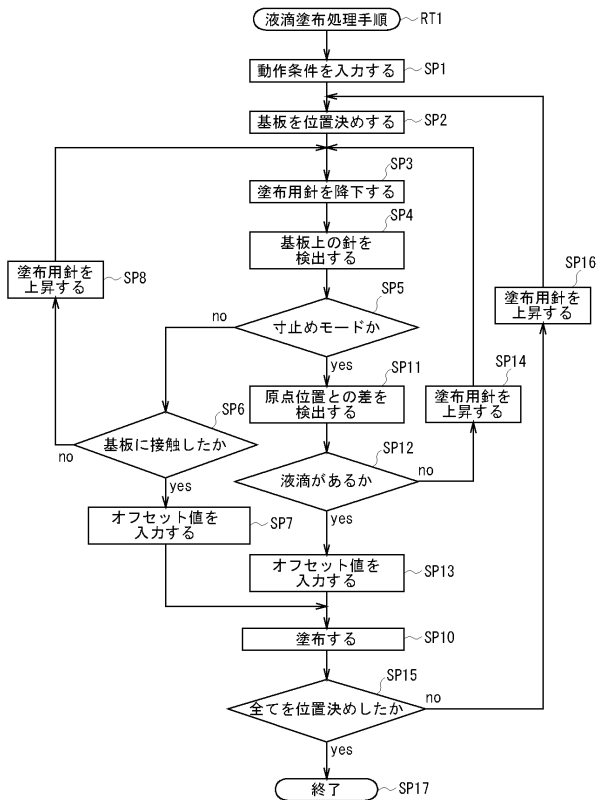 液滴塗布処理手順 RT1
動作条件を入力する SP1
基板を位置決めする SP2
SP3
塗布用針を降下する
SP4
基板上の針を
検出する
SP5
寸止めモードか
no
yes
SP6
基板に接触したか
no
yes
SP7
オフセット値を
入力する
SP8
塗布用針を
上昇する
SP11
原点位置との差を
検出する
SP12
液滴があるか
no
yes
SP14
塗布用針を
上昇する
オフセット値を
入力する
SP13
塗布する SP10
SP15
全てを位置決めしたか
no
yes
SP16
塗布用針を
上昇する
終了 SP17